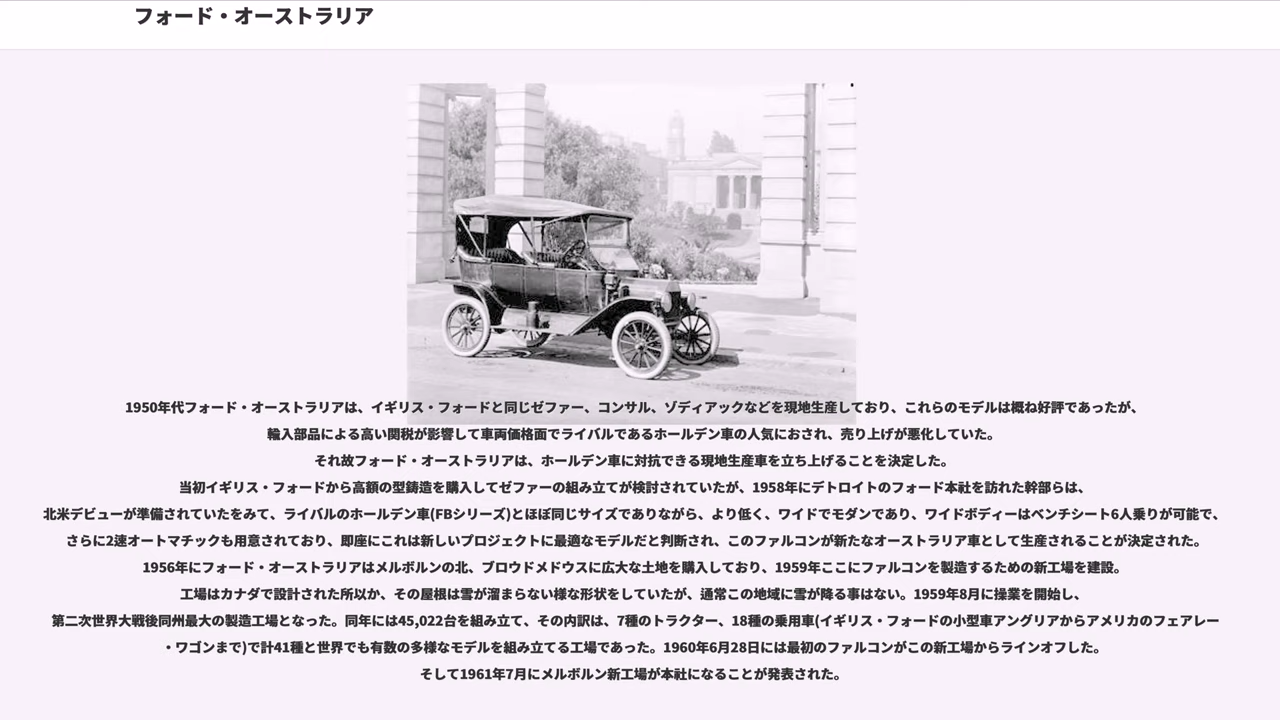 フォード・オーストラリア
1950年代フォード・オーストラリアは、イギリス・フォードと同じゼファー、コンサル、ゾディアックなどを現地生産しており、これらのモデルは概ね好評であったが、
輸入部品による高い関税が影響して車両価格面でライバルであるホールデン車の人気におされ、売り上げが悪化していた。
それ故フォード・オーストラリアは、ホールデン車に対抗できる現地生産車を立ち上げることを決定した。
当初イギリス・フォードから高額の型鋳造を購入してゼファーの組み立てが検討されていたが、1958年にデトロイトのフォード本社を訪れた幹部らは、
北米デビューが準備されていたをみて、ライバルのホールデン車(FBシリーズ)とほぼ同じサイズでありながら、より低く、ワイドでモダンであり、ワイドボディーはベンチシート6人乗りが可能で、
さらに2速オートマチックも用意されており、即座にこれは新しいプロジェクトに最適なモデルだと判断され、このファルコンが新たなオーストラリア車として生産されることが決定された。
1956年にフォード・オーストラリアはメルボルンの北、ブロウドメドウスに広大な土地を購入しており、1959年ここにファルコンを製造するための新工場を建設。
工場はカナダで設計された所以か、その屋根は雪が溜まらない様な形状をしていたが、通常この地域に雪が降る事はない。1959年8月に操業を開始し、
第二次世界大戦後同州最大の製造工場となった。同年には45,022台を組み立て、その内訳は、7種のトラクター、18種の乗用車(イギリス・フォードの小型車アングリアからアメリカのフェアレー
・ワゴンまで)で計41種と世界でも有数の多様なモデルを組み立てる工場であった。1960年6月28日には最初のファルコンがこの新工場からラインオフした。
そして1961年7月にメルボルン新工場が本社になることが発表された。